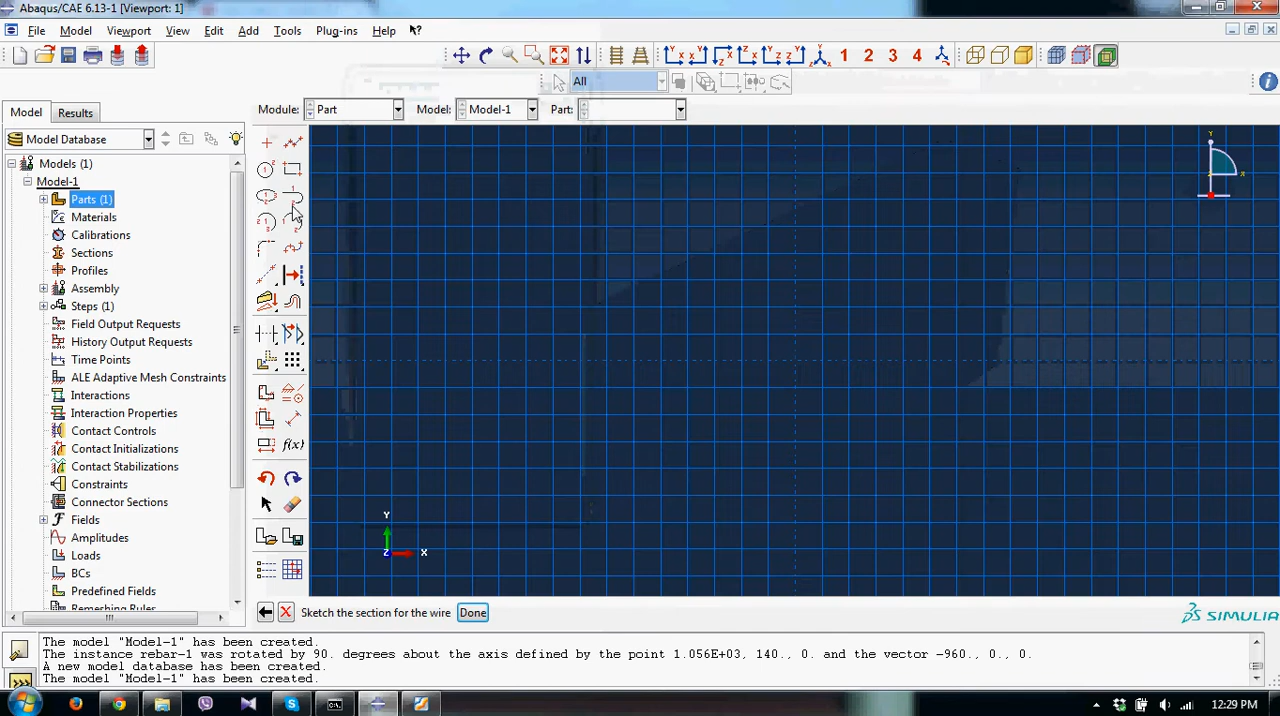 Abaqus/CAE 6.13-1 [Viewport: 1]
File Model Viewport View Edit Add Tools Plug-ins Help
1 2 3 4
All
Model Results Module: Part Model: Model-1 Part:
Model Database
Models (1)
Model-1
Parts (1)
Materials
Calibrations
Sections
Profiles
Assembly
Steps (1)
Field Output Requests
History Output Requests
Time Points
ALE Adaptive Mesh Constraints
Interactions
Interaction Properties
Contact Controls
Contact Initializations
Contact Stabilizations
Constraints
Connector Sections
Fields
Amplitudes
Loads
BCs
Predefined Fields
Remeshing Rules
f(x)
Y
X
Y
Z X
Sketch the section for the wire Done
SIMULIA
The model "Model-1" has been created.
The instance rebar-1 was rotated by 90. degrees about the axis defined by the point 1.056E+03, 140., 0. and the vector -960., 0., 0.
A new model database has been created.
The model "Model-1" has been created.
12:29 PM